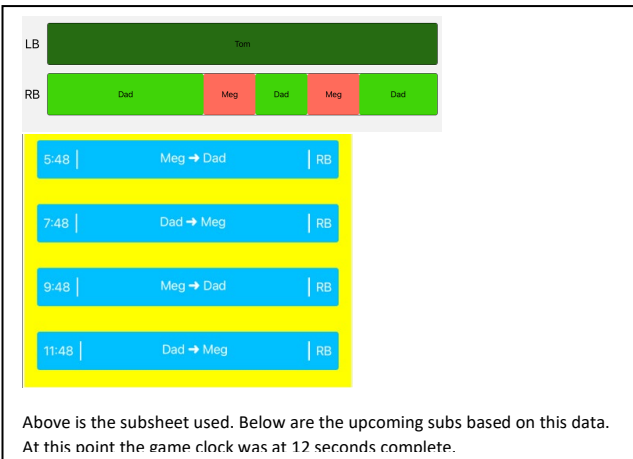 LB Tom
RB Dad Meg Dad Meg Dad
5:48 Meg → Dad RB
7:48 Dad → Meg RB
9:48 Meg → Dad RB
11:48 Dad → Meg RB
Above is the subsheet used. Below are the upcoming subs based on this data.
At this point the game clock was at 12 seconds complete.